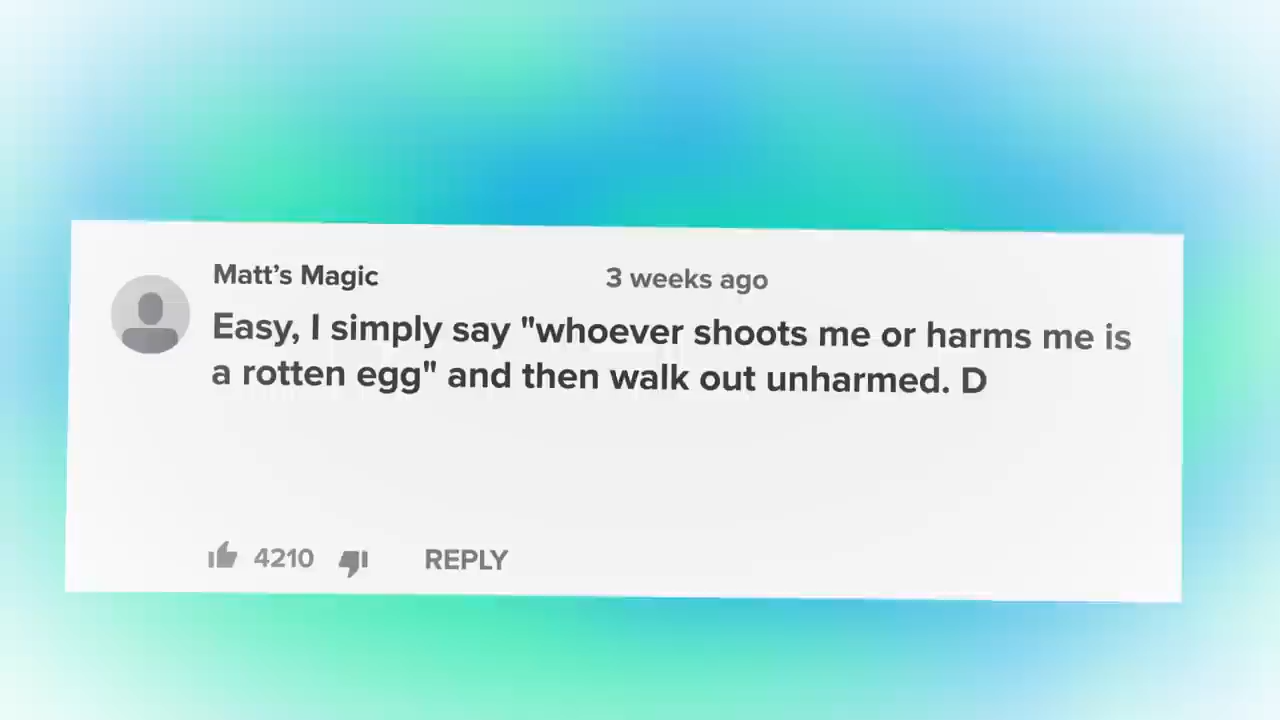 Matt’s Magic 3 weeks ago
Easy, I simply say "whoever shoots me or harms me is
a rotten egg" and then walk out unharmed. D
4210 REPLY